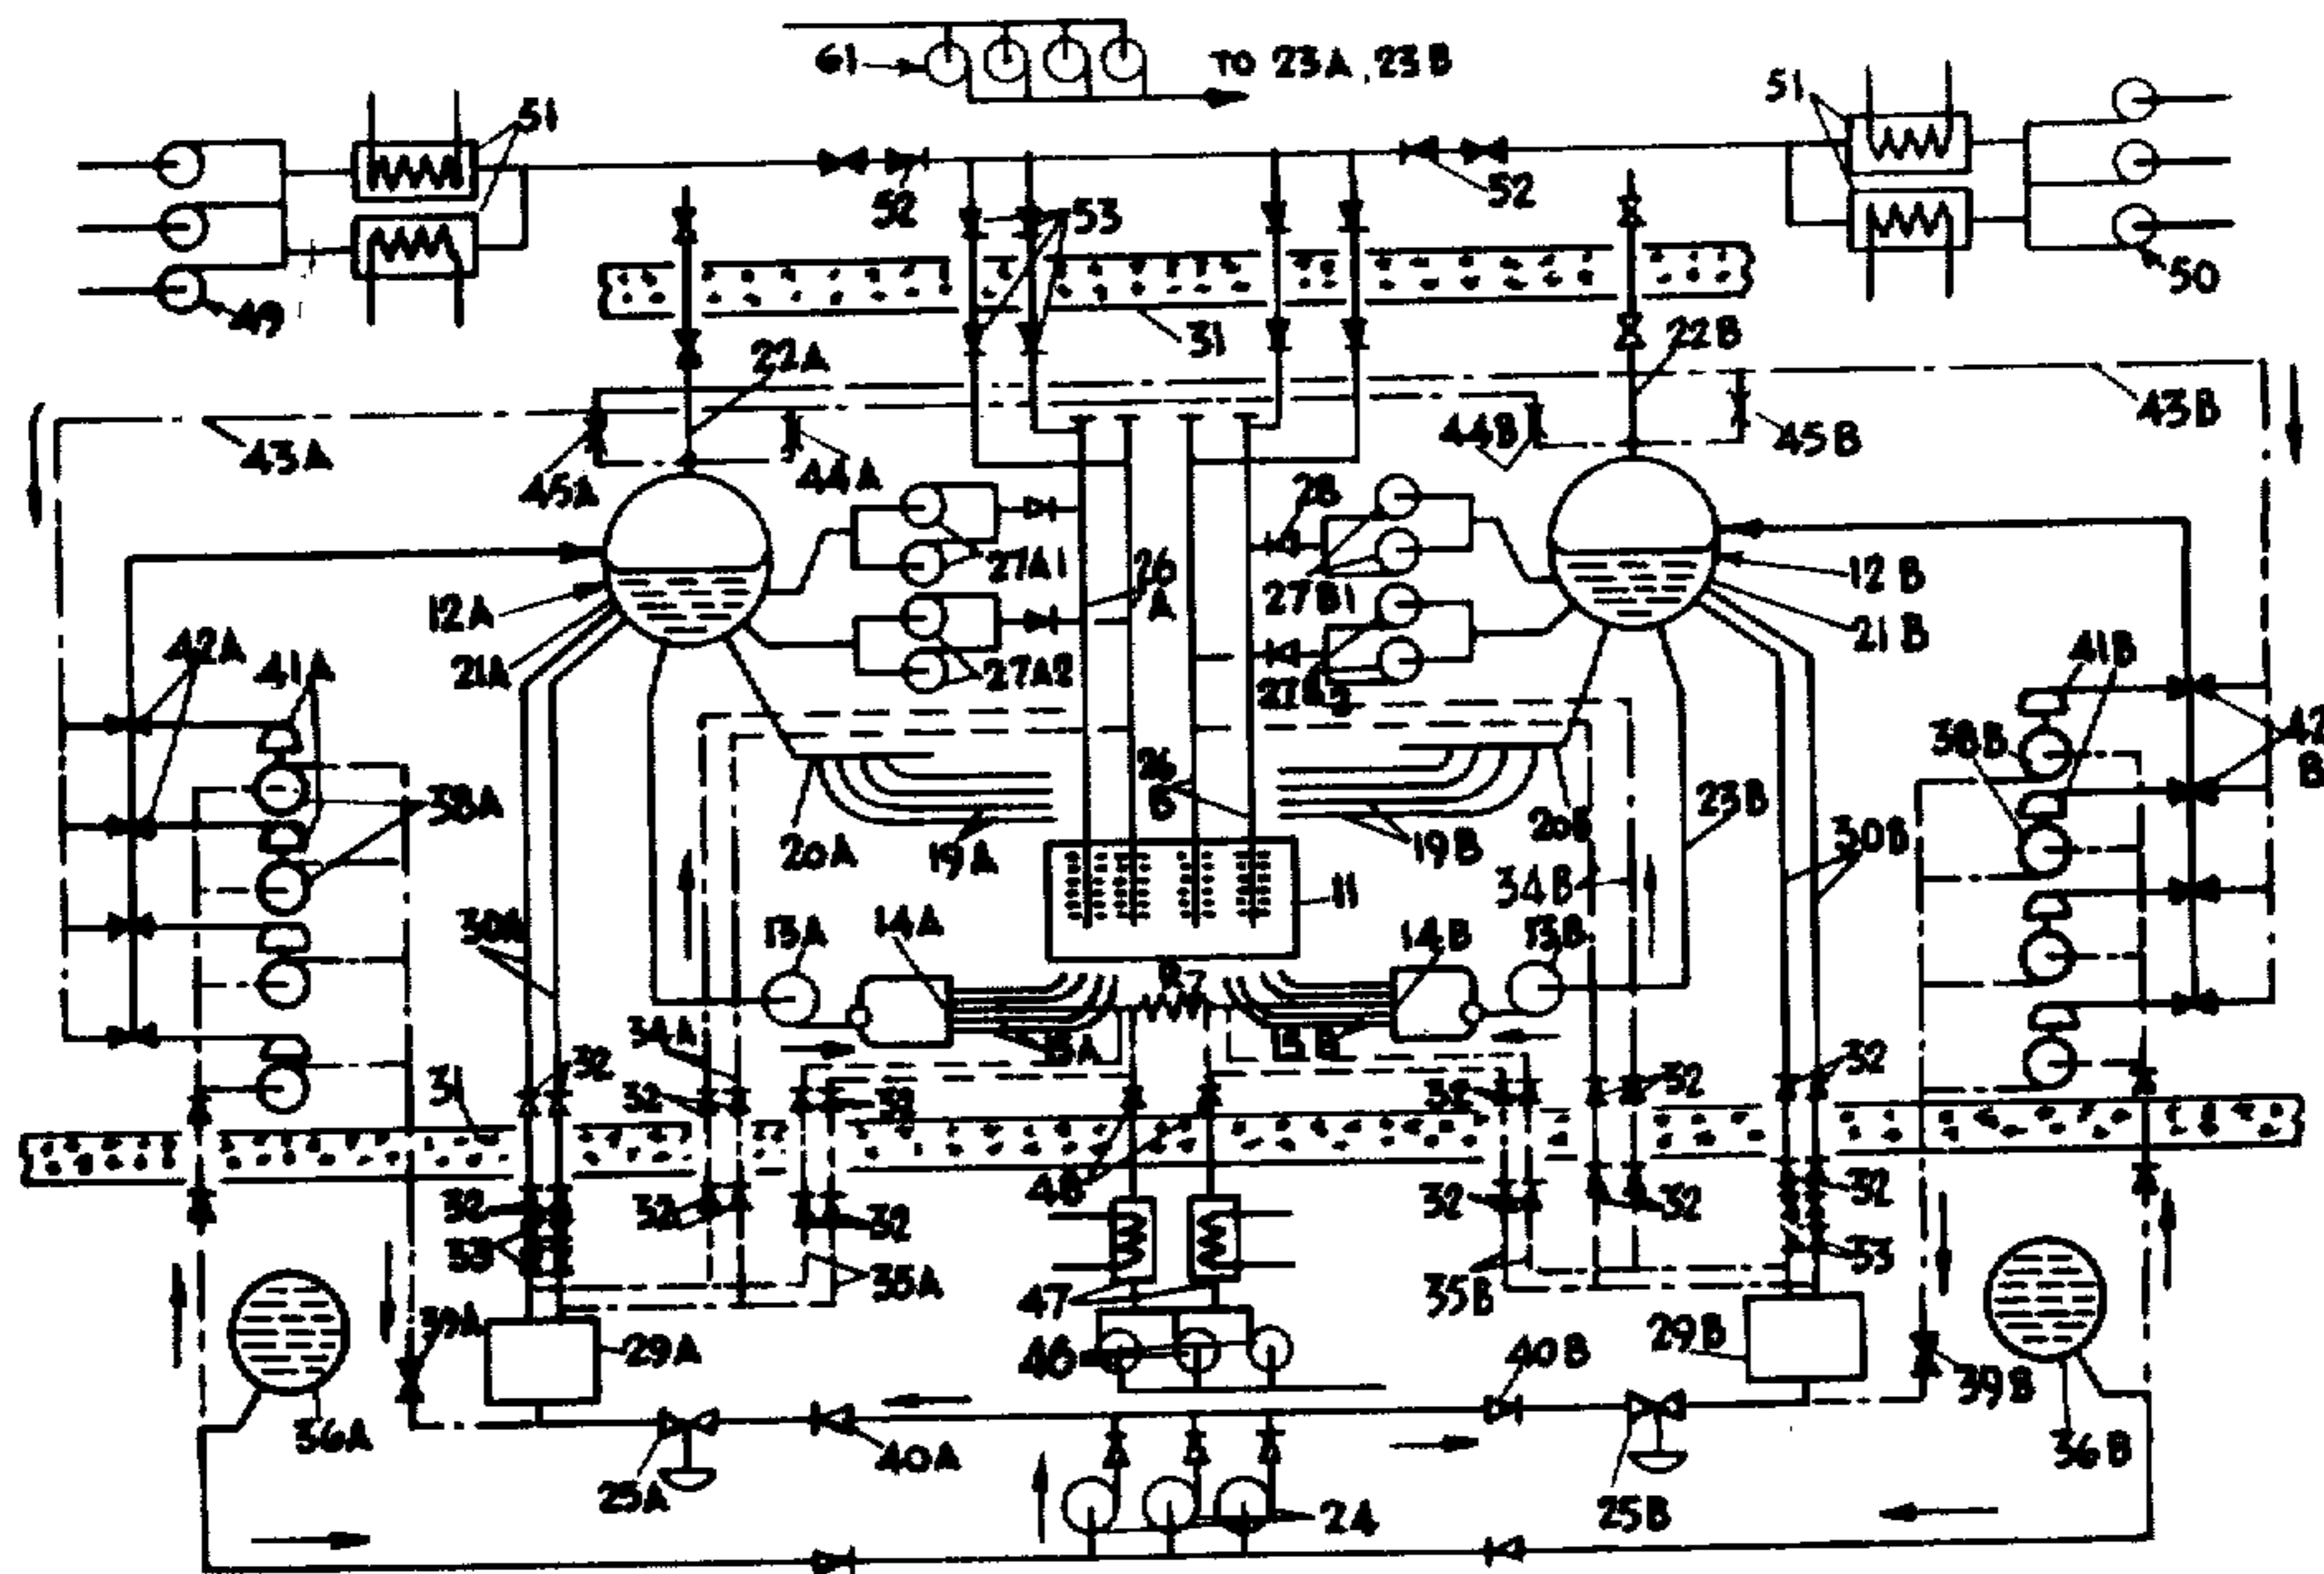 61 TO 23A, 23B
51 51
52 52
53
49 50
31
22A 22B
43A 43B
45A 44A 44B 45B
28
27A1 26 A 27B1
12A 12B
42A 41A 21A 27A2 21B 41B
42 B
38A 38B
26 B
20A 19A 19B 20B 23B 30B
11 34B
30A 13A 14A 14B 13B
R7
34A 15A 15B
31 32 32 32 32 32
48
32 32 32 32 32 32
33 33
47 35A 35B
39A 29A 46 40B 29B 39B
36A 36B
25A 40A 24 25B